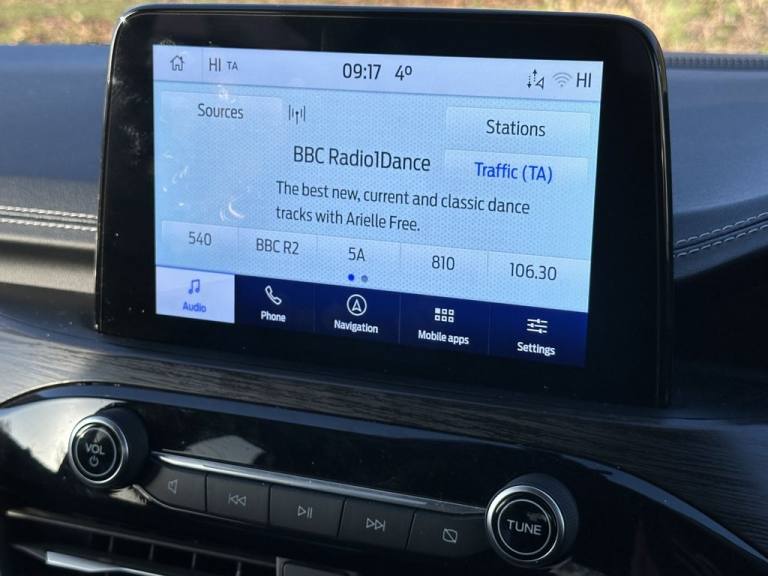 HI TA 09:17 4º HI
Sources
Stations
BBC Radio1Dance
Traffic (TA)
The best new, current and classic dance
tracks with Arielle Free.
540 BBC R2 5A 810 106.30
Audio Phone Navigation Mobile apps Settings
VOL
TUNE